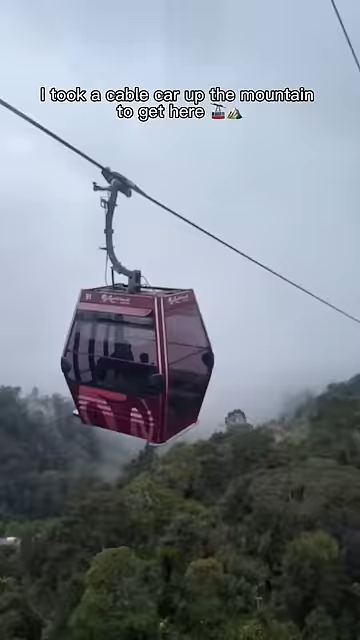 I took a cable car up the mountain
to get here 🚡⛰️